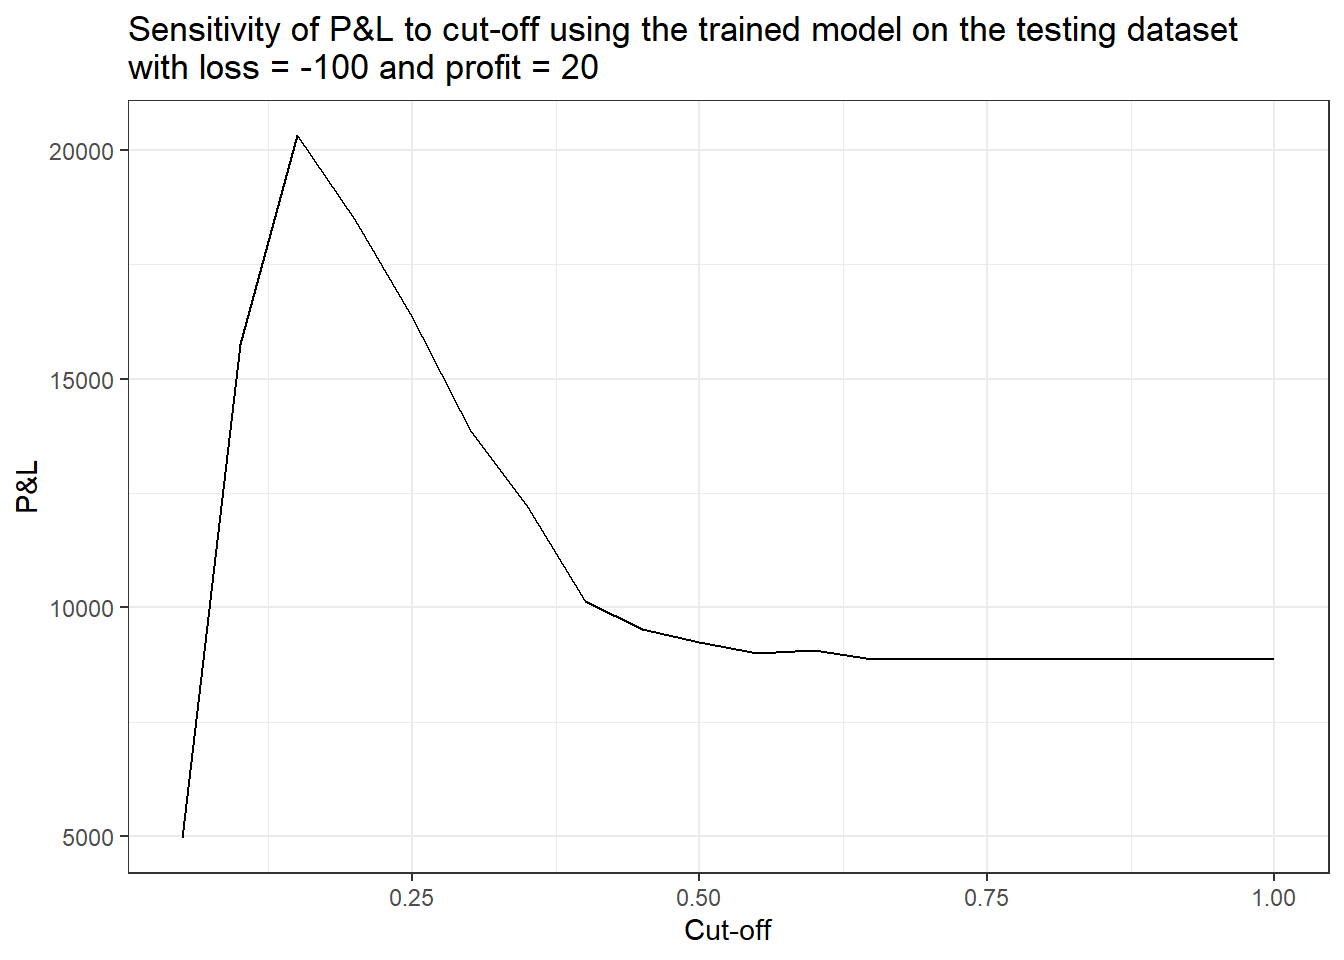 Sensitivity of P&L to cut-off using the trained model on the testing dataset
with loss = -100 and profit = 20
20000
15000
10000
5000
P&L
0.25 0.50 0.75 1.00
Cut-off